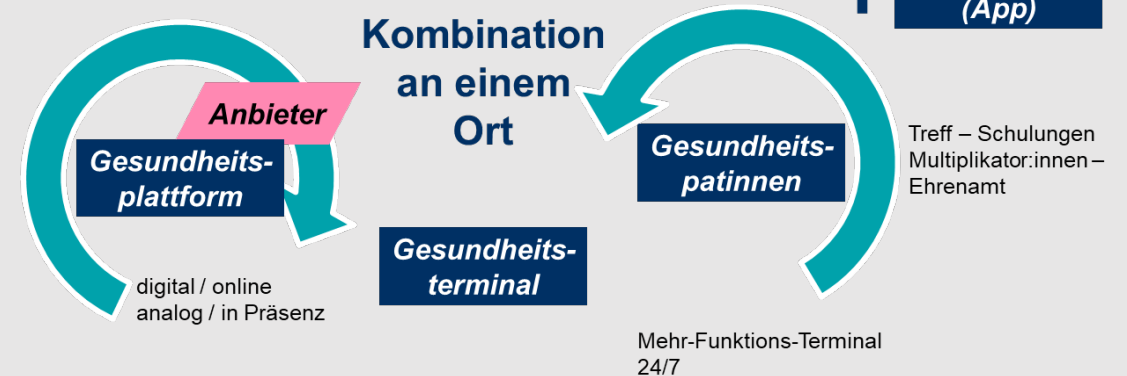 (App)
Kombination
an einem
Ort
Anbieter
Gesundheits-
plattform
digital / online
analog / in Präsenz
Gesundheits-
terminal
Gesundheits-
patinnen
Treff – Schulungen
Multiplikator:innen –
Ehrenamt
Mehr-Funktions-Terminal
24/7